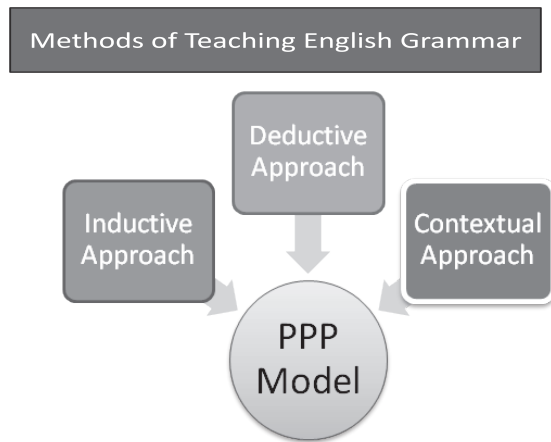 Methods of Teaching English Grammar
Deductive
Approach
Inductive
Approach
Contextual
Approach
PPP
Model